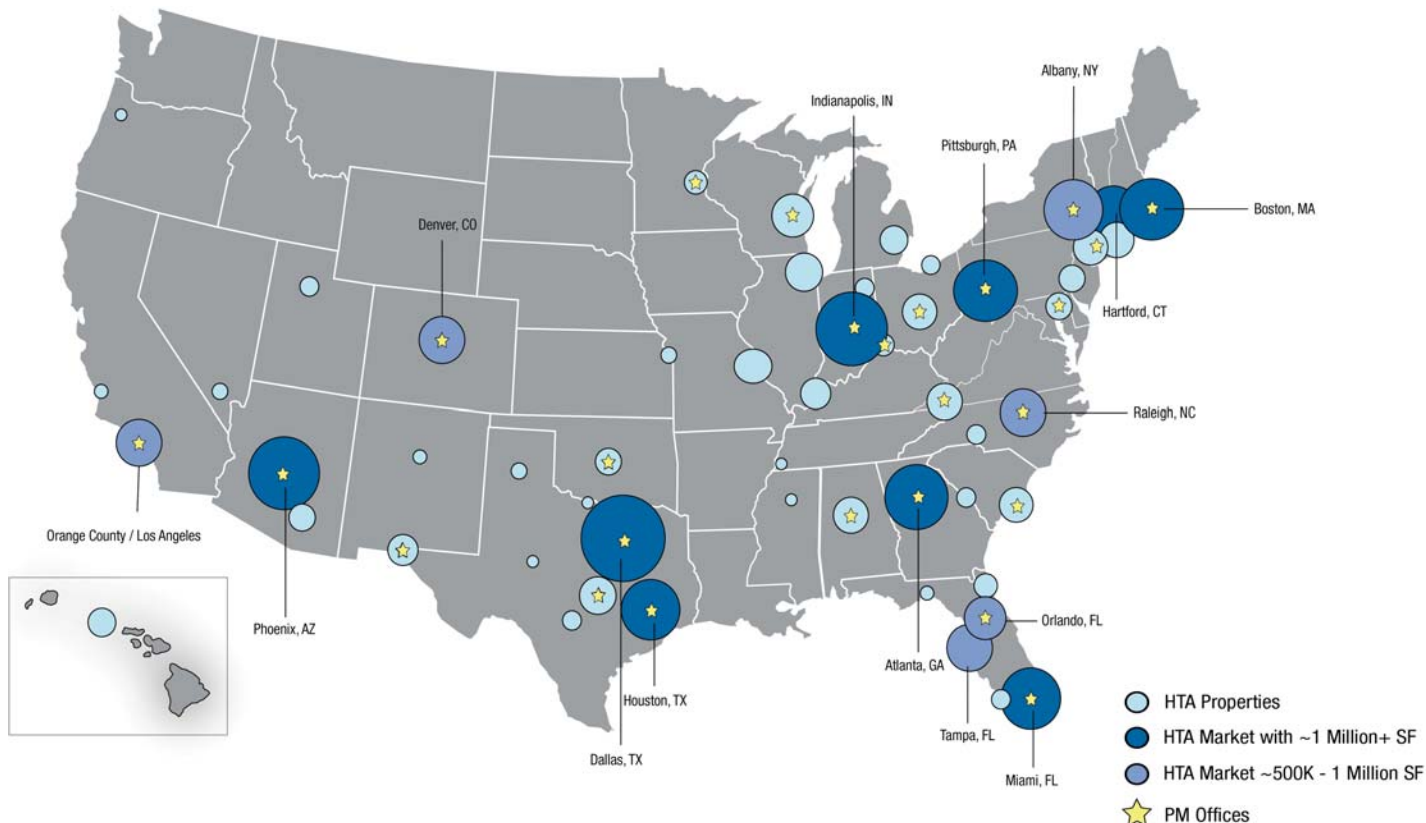 Albany, NY
Indianapolis, IN
Pittsburgh, PA
Boston, MA
Denver, CO
Hartford, CT
Raleigh, NC
Orange County / Los Angeles
Phoenix, AZ
Orlando, FL
Atlanta, GA
Houston, TX
Tampa, FL
Dallas, TX
Miami, FL
HTA Properties
HTA Market with ~1 Million+ SF
HTA Market ~500K - 1 Million SF
PM Offices